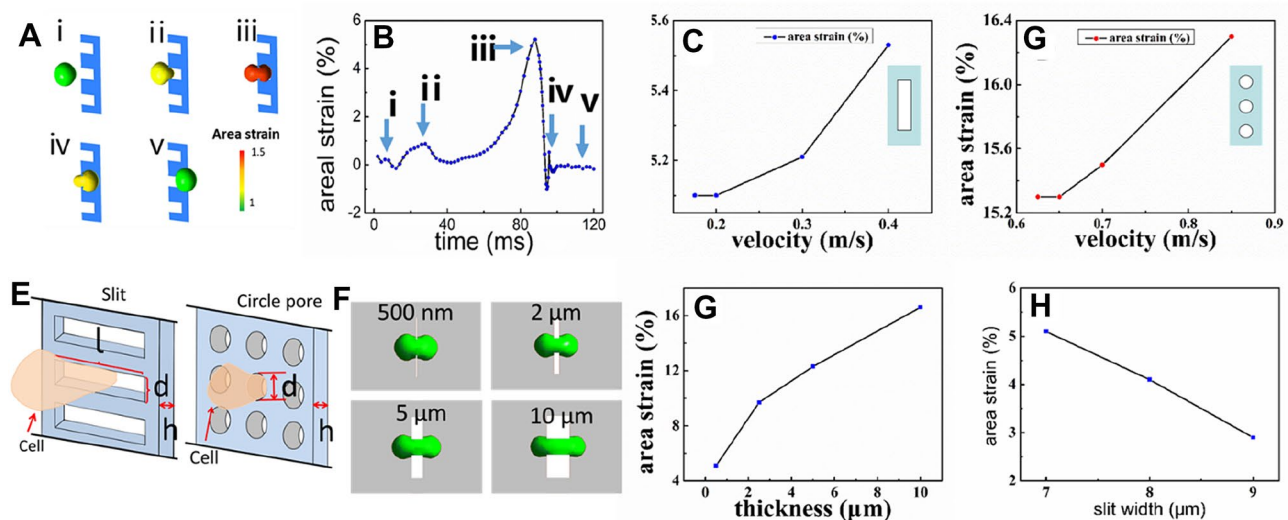 A
i
ii
iii
iv
v
Area strain
1.5
1
B
areal strain (%)
6
4
2
0
-2
0
40
80
120
time (ms)
i
ii
iii
iv
v
C
area strain (%)
5.6
5.4
5.2
area strain (%)
0.2
0.3
0.4
velocity (m/s)
G
area strain (%)
16.4
16.0
15.6
15.2
area strain (%)
0.6
0.7
0.8
0.9
velocity (m/s)
E
Slit
Circle pore
l
d
h
Cell
d
h
Cell
F
500 nm
2 µm
5 µm
10 µm
G
area strain (%)
16
12
8
4
0
2
4
6
8
10
thickness (µm)
H
area strain (%)
6
5
4
3
2
7
8
9
slit width (µm)